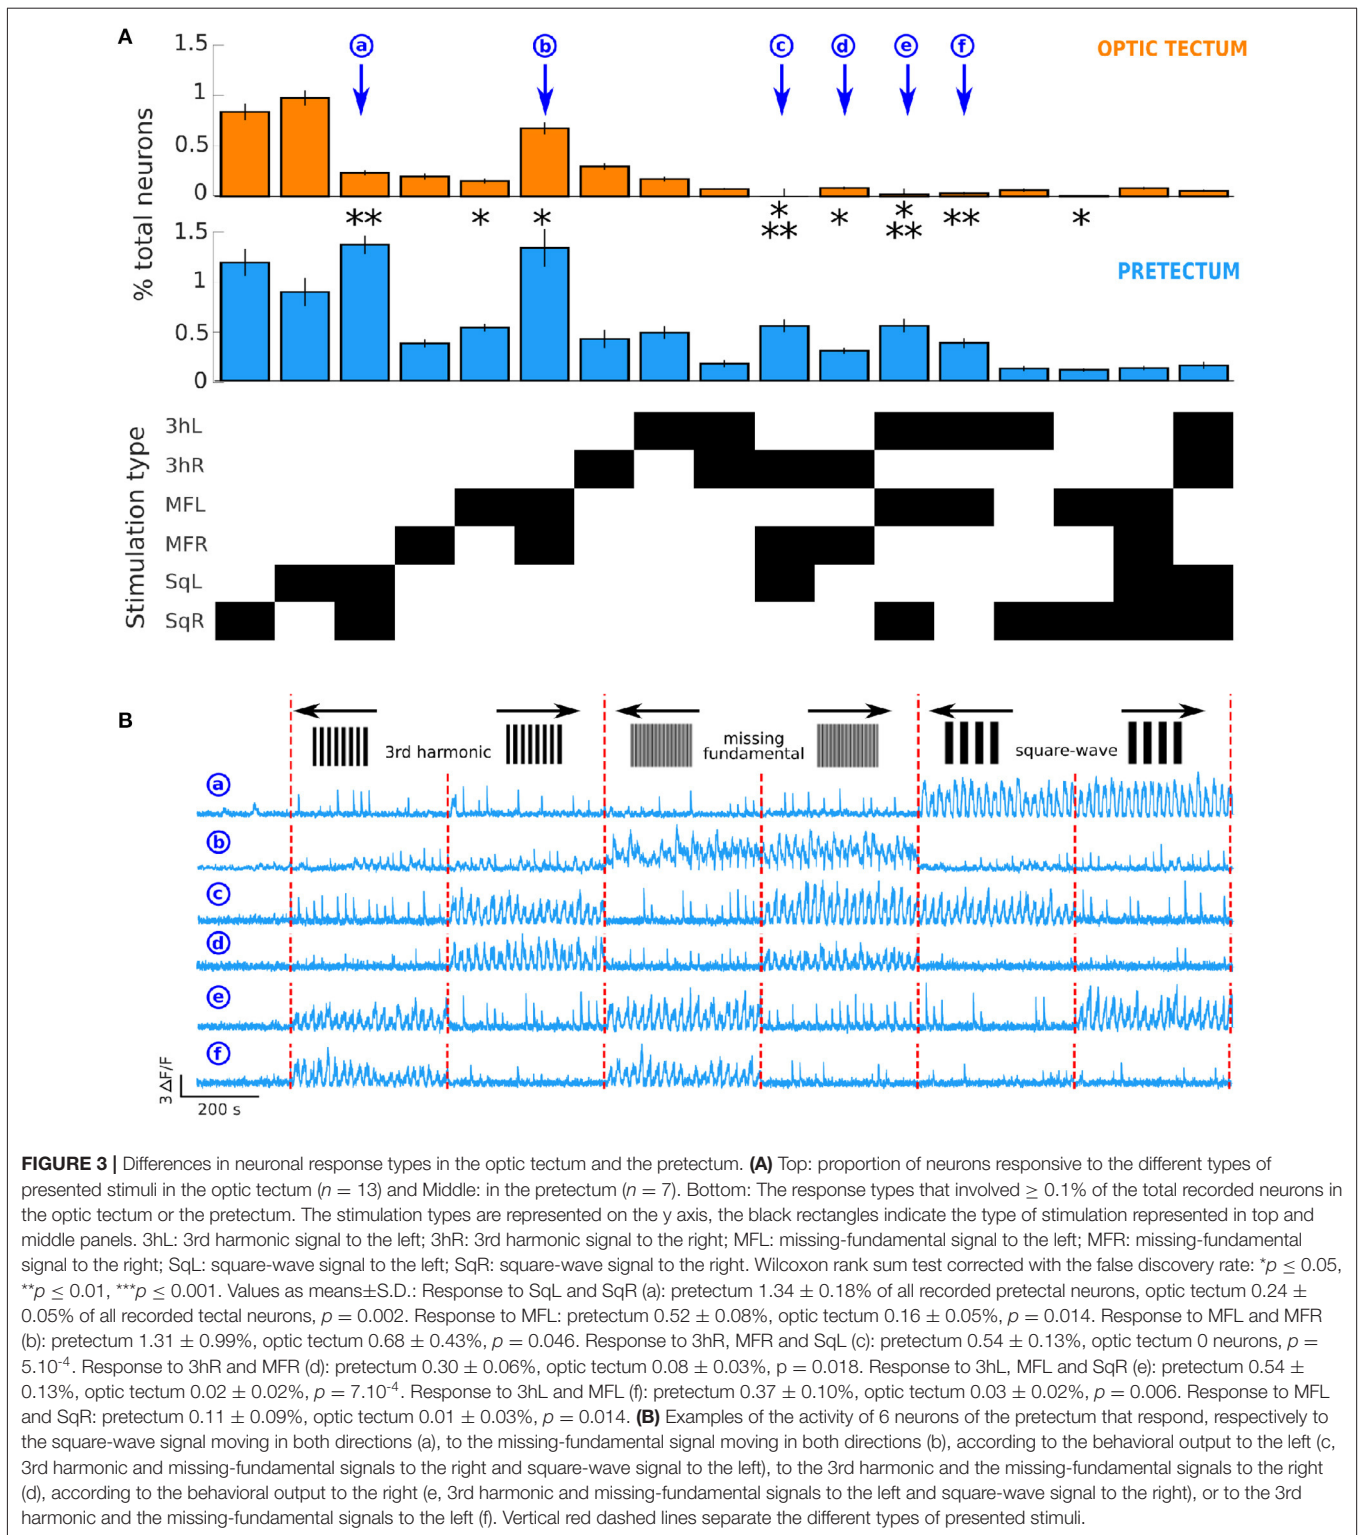 A
1.5
a
b
c
d
e
f
OPTIC TECTUM
1
0.5
0
% total neurons
** * * * ** * * ** ** *
1.5
PRETECTUM
1
0.5
0
Stimulation type
3hL
3hR
MFL
MFR
SqL
SqR
B
3rd harmonic
missing
fundamental
square-wave
a
b
c
d
e
f
3 ΔF/F
200 s
FIGURE 3 | Differences in neuronal response types in the optic tectum and the pretectum. (A) Top: proportion of neurons responsive to the different types of
presented stimuli in the optic tectum (n = 13) and Middle: in the pretectum (n = 7). Bottom: The response types that involved ≥ 0.1% of the total recorded neurons in
the optic tectum or the pretectum. The stimulation types are represented on the y axis, the black rectangles indicate the type of stimulation represented in top and
middle panels. 3hL: 3rd harmonic signal to the left; 3hR: 3rd harmonic signal to the right; MFL: missing-fundamental signal to the left; MFR: missing-fundamental
signal to the right; SqL: square-wave signal to the left; SqR: square-wave signal to the right. Wilcoxon rank sum test corrected with the false discovery rate: *p ≤ 0.05,
**p ≤ 0.01, ***p ≤ 0.001. Values as means±S.D.: Response to SqL and SqR (a): pretectum 1.34 ± 0.18% of all recorded pretectal neurons, optic tectum 0.24 ±
0.05% of all recorded tectal neurons, p = 0.002. Response to MFL: pretectum 0.52 ± 0.08%, optic tectum 0.16 ± 0.05%, p = 0.014. Response to MFL and MFR
(b): pretectum 1.31 ± 0.99%, optic tectum 0.68 ± 0.43%, p = 0.046. Response to 3hR, MFR and SqL (c): pretectum 0.54 ± 0.13%, optic tectum 0 neurons, p =
5.10-4. Response to 3hR and MFR (d): pretectum 0.30 ± 0.06%, optic tectum 0.08 ± 0.03%, p = 0.018. Response to 3hL, MFL and SqR (e): pretectum 0.54 ±
0.13%, optic tectum 0.02 ± 0.02%, p = 7.10-4. Response to 3hL and MFL (f): pretectum 0.37 ± 0.10%, optic tectum 0.03 ± 0.02%, p = 0.006. Response to MFL
and SqR: pretectum 0.11 ± 0.09%, optic tectum 0.01 ± 0.03%, p = 0.014. (B) Examples of the activity of 6 neurons of the pretectum that respond, respectively to
the square-wave signal moving in both directions (a), to the missing-fundamental signal moving in both directions (b), according to the behavioral output to the left (c,
3rd harmonic and missing-fundamental signals to the right and square-wave signal to the left), to the 3rd harmonic and the missing-fundamental signals to the right
(d), according to the behavioral output to the right (e, 3rd harmonic and missing-fundamental signals to the left and square-wave signal to the right), or to the 3rd
harmonic and the missing-fundamental signals to the left (f). Vertical red dashed lines separate the different types of presented stimuli.